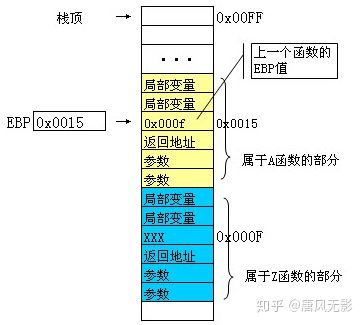 栈顶
0x00FF
...
上一个函数的
EBP值
局部变量
局部变量
EBP 0x0015
0x000f
0x0015
返回地址
参数
参数
属于A函数的部分
局部变量
局部变量
XXX
0x000F
返回地址
参数
参数
属于Z函数的部分
知乎 @唐风无影